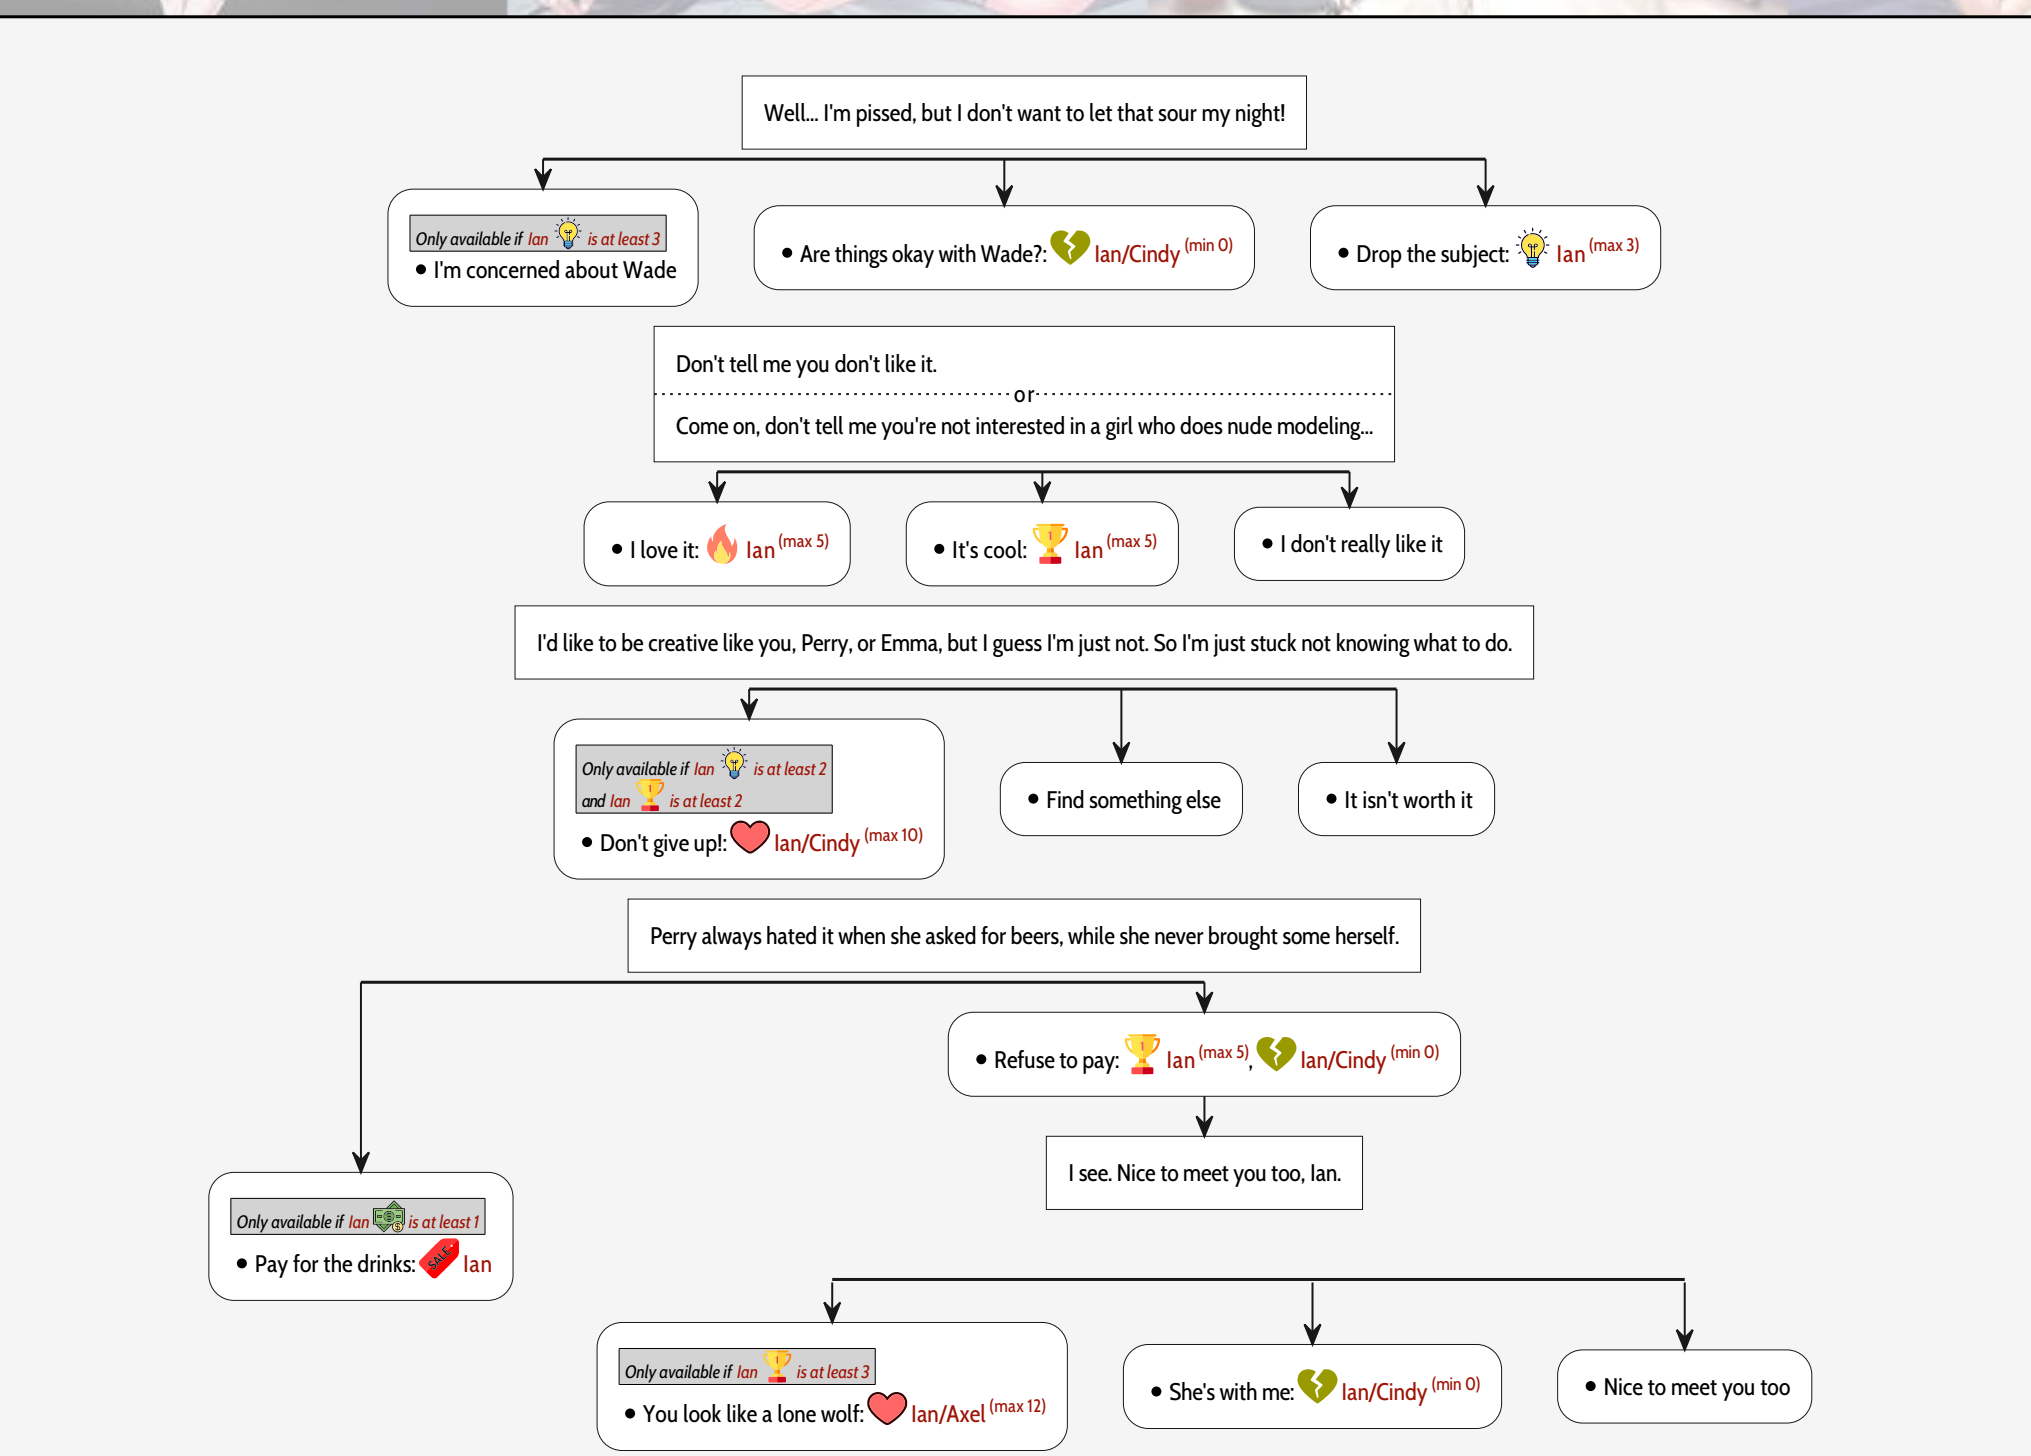 Well... I'm pissed, but I don't want to let that sour my night!
Only available if Ian is at least 3
• I'm concerned about Wade
• Are things okay with Wade?: Ian/Cindy (min 0)
• Drop the subject: Ian (max 3)
Don't tell me you don't like it.
or
Come on, don't tell me you're not interested in a girl who does nude modeling...
• I love it: Ian (max 5)
• It's cool: 1 Ian (max 5)
• I don't really like it
I'd like to be creative like you, Perry, or Emma, but I guess I'm just not. So I'm just stuck not knowing what to do.
Only available if Ian is at least 2
and Ian 1 is at least 2
• Don't give up!: Ian/Cindy (max 10)
• Find something else
• It isn't worth it
Perry always hated it when she asked for beers, while she never brought some herself.
• Refuse to pay: 1 Ian (max 5), Ian/Cindy (min 0)
I see. Nice to meet you too, Ian.
Only available if Ian is at least 1
• Pay for the drinks: SALE Ian
Only available if Ian 1 is at least 3
• You look like a lone wolf: Ian/Axel (max 12)
• She's with me: Ian/Cindy (min 0)
• Nice to meet you too